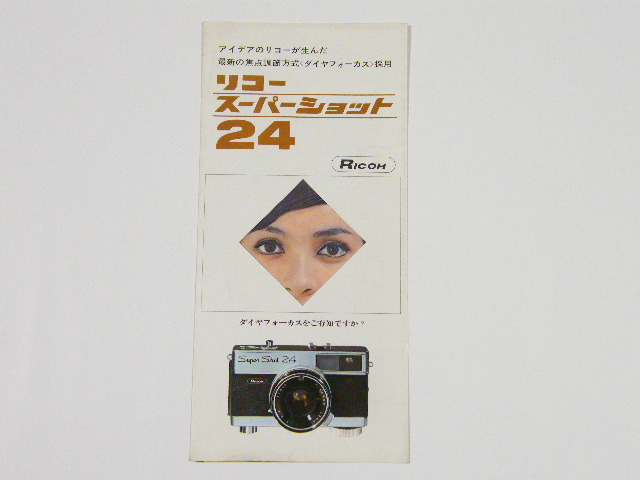 アイデアのリコーが生んだ
最新の焦点調節方式〈ダイヤフォーカス〉採用
リコー
スーパーショット
24
RICOH
ダイヤフォーカスをご存知ですか?
Super Shot 24
RICOH